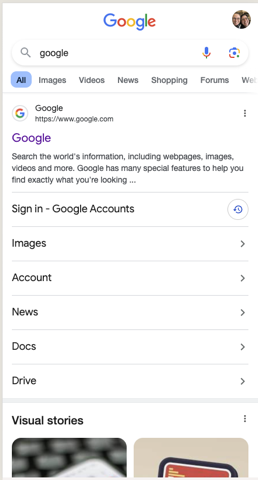 Google
google
All Images Videos News Shopping Forums
Google
https://www.google.com
Google
Search the world's information, including webpages, images,
videos and more. Google has many special features to help you
find exactly what you're looking ...
Sign in - Google Accounts
Images
Account
News
Docs
Drive
Visual stories